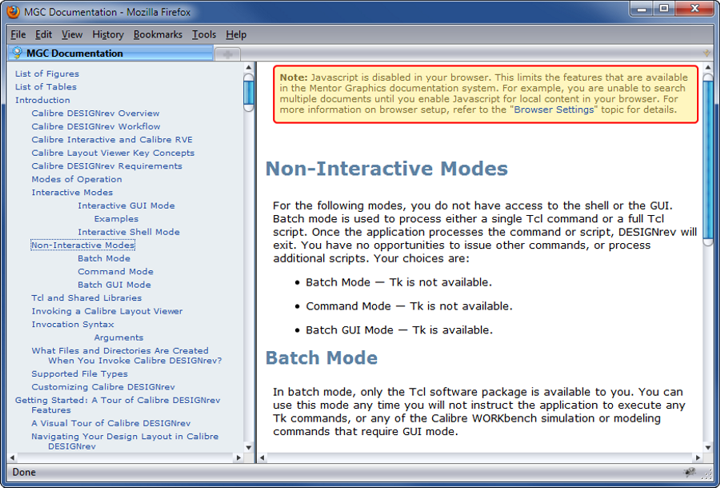 MGC Documentation - Mozilla Firefox
File Edit View History Bookmarks Tools Help
MGC Documentation
List of Figures
List of Tables
Introduction
Calibre DESIGNrev Overview
Calibre DESIGNrev Workflow
Calibre Interactive and Calibre RVE
Calibre Layout Viewer Key Concepts
Calibre DESIGNrev Requirements
Modes of Operation
Interactive Modes
Interactive GUI Mode
Examples
Interactive Shell Mode
Non-Interactive Modes
Batch Mode
Command Mode
Batch GUI Mode
Tcl and Shared Libraries
Invoking a Calibre Layout Viewer
Invocation Syntax
Arguments
What Files and Directories Are Created
When You Invoke Calibre DESIGNrev?
Supported File Types
Customizing Calibre DESIGNrev
Getting Started: A Tour of Calibre DESIGNrev
Features
A Visual Tour of Calibre DESIGNrev
Navigating Your Design Layout in Calibre
DESIGNrev
Note: Javascript is disabled in your browser. This limits the features that are available
in the Mentor Graphics documentation system. For example, you are unable to search
multiple documents until you enable Javascript for local content in your browser. For
more information on browser setup, refer to the "Browser Settings" topic for details.
Non-Interactive Modes
For the following modes, you do not have access to the shell or the GUI.
Batch mode is used to process either a single Tcl command or a full Tcl
script. Once the application processes the command or script, DESIGNrev will
exit. You have no opportunities to issue other commands, or process
additional scripts. Your choices are:
• Batch Mode — Tk is not available.
• Command Mode — Tk is not available.
• Batch GUI Mode — Tk is available.
Batch Mode
In batch mode, only the Tcl software package is available to you. You can
use this mode any time you will not instruct the application to execute any
Tk commands, or any of the Calibre WORKbench simulation or modeling
commands that require GUI mode.
Done